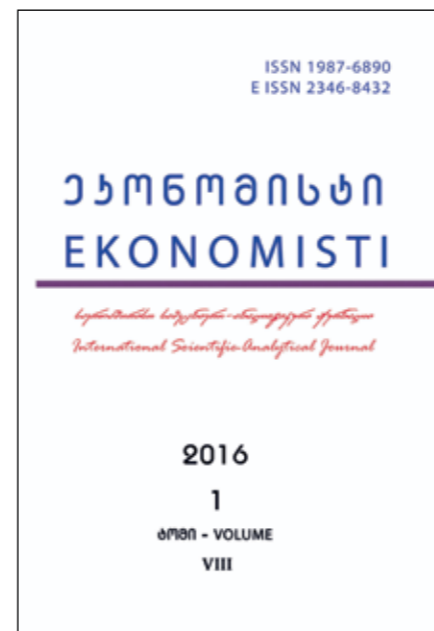 ISSN 1987-6890
E ISSN 2346-8432
ეკონომისტი
EKONOMISTI
საერთაშორისო სამეცნიერო-ანალიტიკური ჟურნალი
International Scientific-Analytical Journal
2016
1
ტომი - VOLUME
VIII